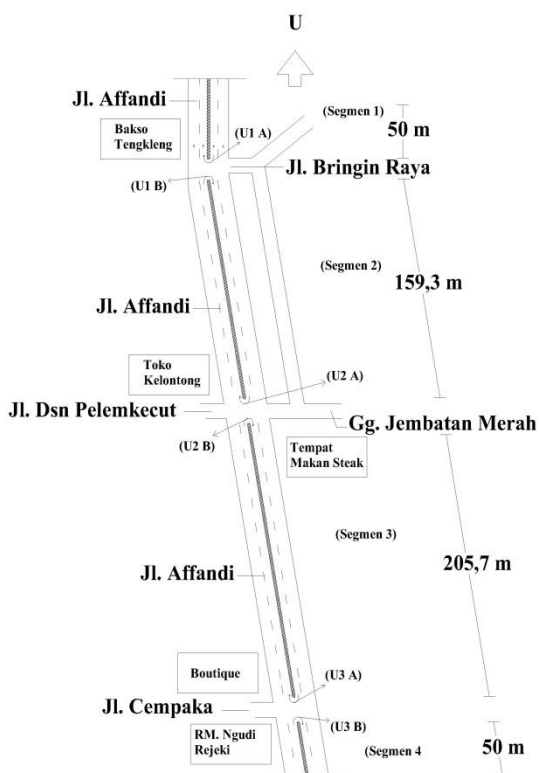 U
Jl. Affandi
(Segmen 1)
50 m
Bakso
Tengkleng
(U1 A)
Jl. Bringin Raya
(U1 B)
(Segmen 2)
159,3 m
Jl. Affandi
Toko
Kelontong
(U2 A)
Jl. Dsn Pelemkecut
Gg. Jembatan Merah
(U2 B)
Tempat
Makan Steak
(Segmen 3)
205,7 m
Jl. Affandi
Boutique
(U3 A)
Jl. Cempaka
(U3 B)
RM. Ngudi
Rejeki
(Segmen 4
50 m